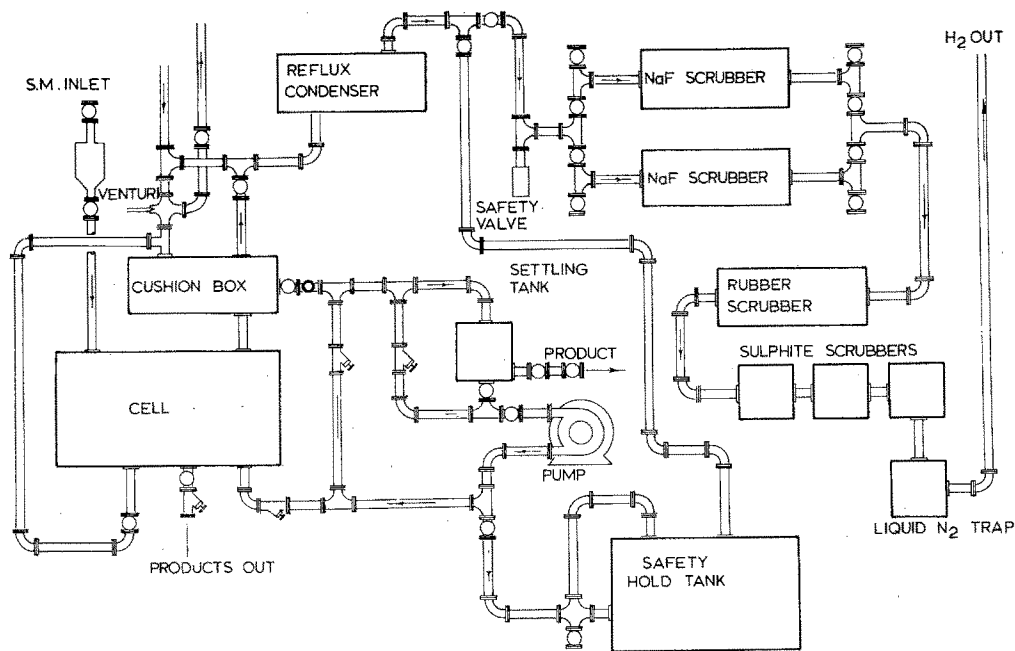 H2 OUT
REFLUX
CONDENSER
NaF SCRUBBER
S.M. INLET
NaF SCRUBBER
VENTURI
SAFETY
VALVE
SETTLING
TANK
CUSHION BOX
RUBBER
SCRUBBER
PRODUCT
SULPHITE SCRUBBERS
CELL
PUMP
LIQUID N2 TRAP
PRODUCTS OUT
SAFETY
HOLD TANK